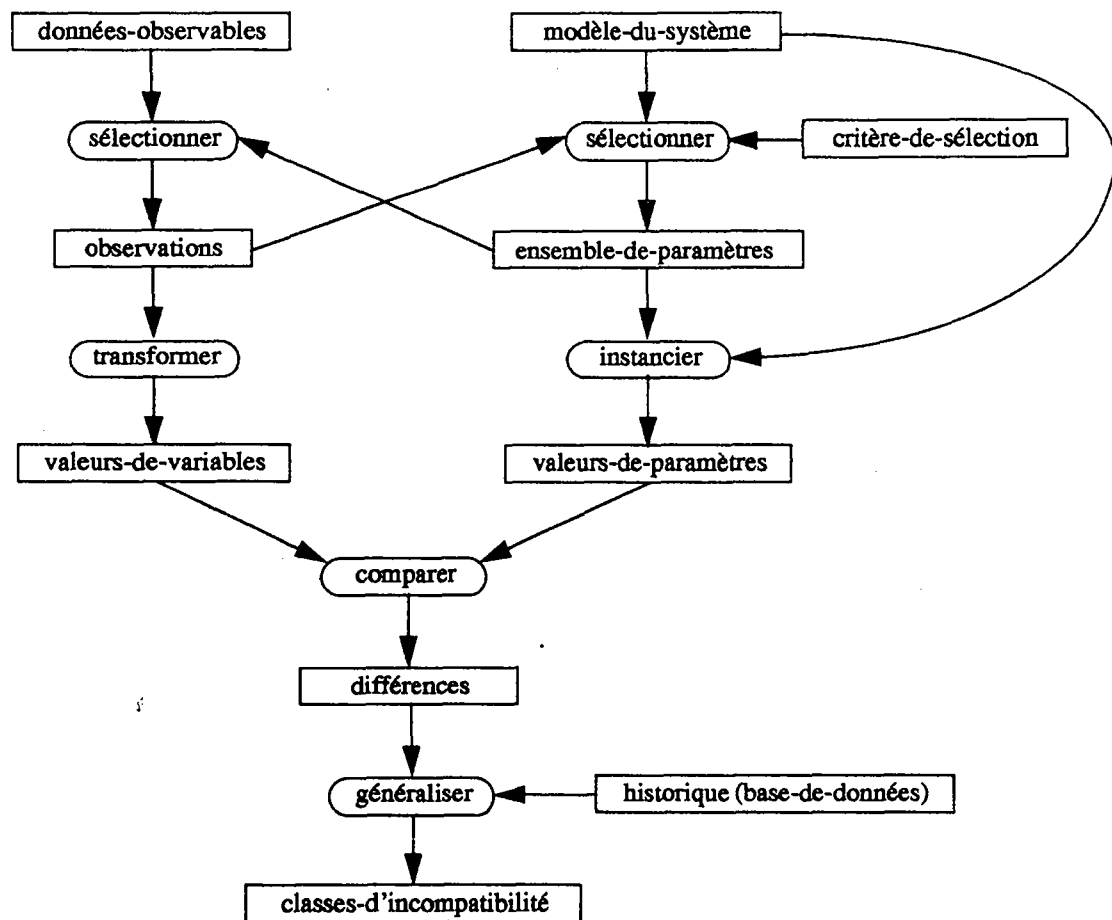 données-observables
modèle-du-système
sélectionner
sélectionner
critère-de-sélection
observations
ensemble-de-paramètres
transformer
instancier
valeurs-de-variables
valeurs-de-paramètres
comparer
différences
généraliser
historique (base-de-données)
classes-d'incompatibilité